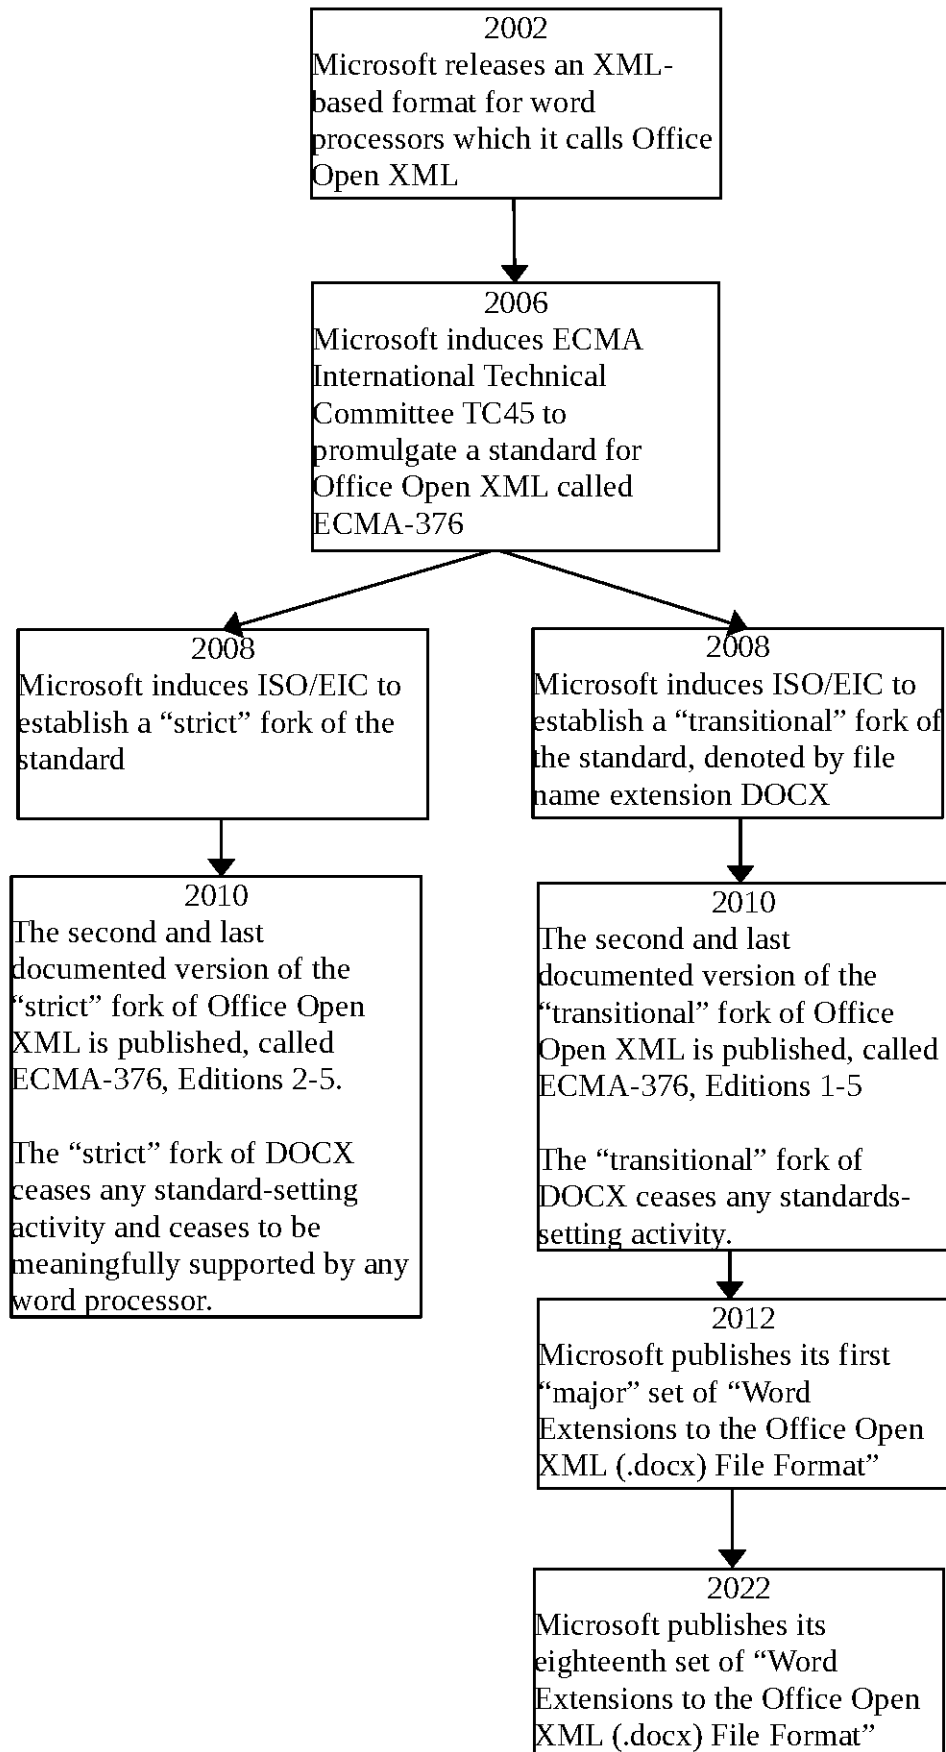 2002
Microsoft releases an XML-
based format for word
processors which it calls Office
Open XML
2006
Microsoft induces ECMA
International Technical
Committee TC45 to
promulgate a standard for
Office Open XML called
ECMA-376
2008
Microsoft induces ISO/EIC to
establish a “strict” fork of the
standard
2008
Microsoft induces ISO/EIC to
establish a “transitional” fork of
the standard, denoted by file
name extension DOCX
2010
The second and last
documented version of the
“strict” fork of Office Open
XML is published, called
ECMA-376, Editions 2-5.
The “strict” fork of DOCX
ceases any standard-setting
activity and ceases to be
meaningfully supported by any
word processor.
2010
The second and last
documented version of the
“transitional” fork of Office
Open XML is published, called
ECMA-376, Editions 1-5
The “transitional” fork of
DOCX ceases any standards-
setting activity.
2012
Microsoft publishes its first
“major” set of “Word
Extensions to the Office Open
XML (.docx) File Format”
2022
Microsoft publishes its
eighteenth set of “Word
Extensions to the Office Open
XML (.docx) File Format”